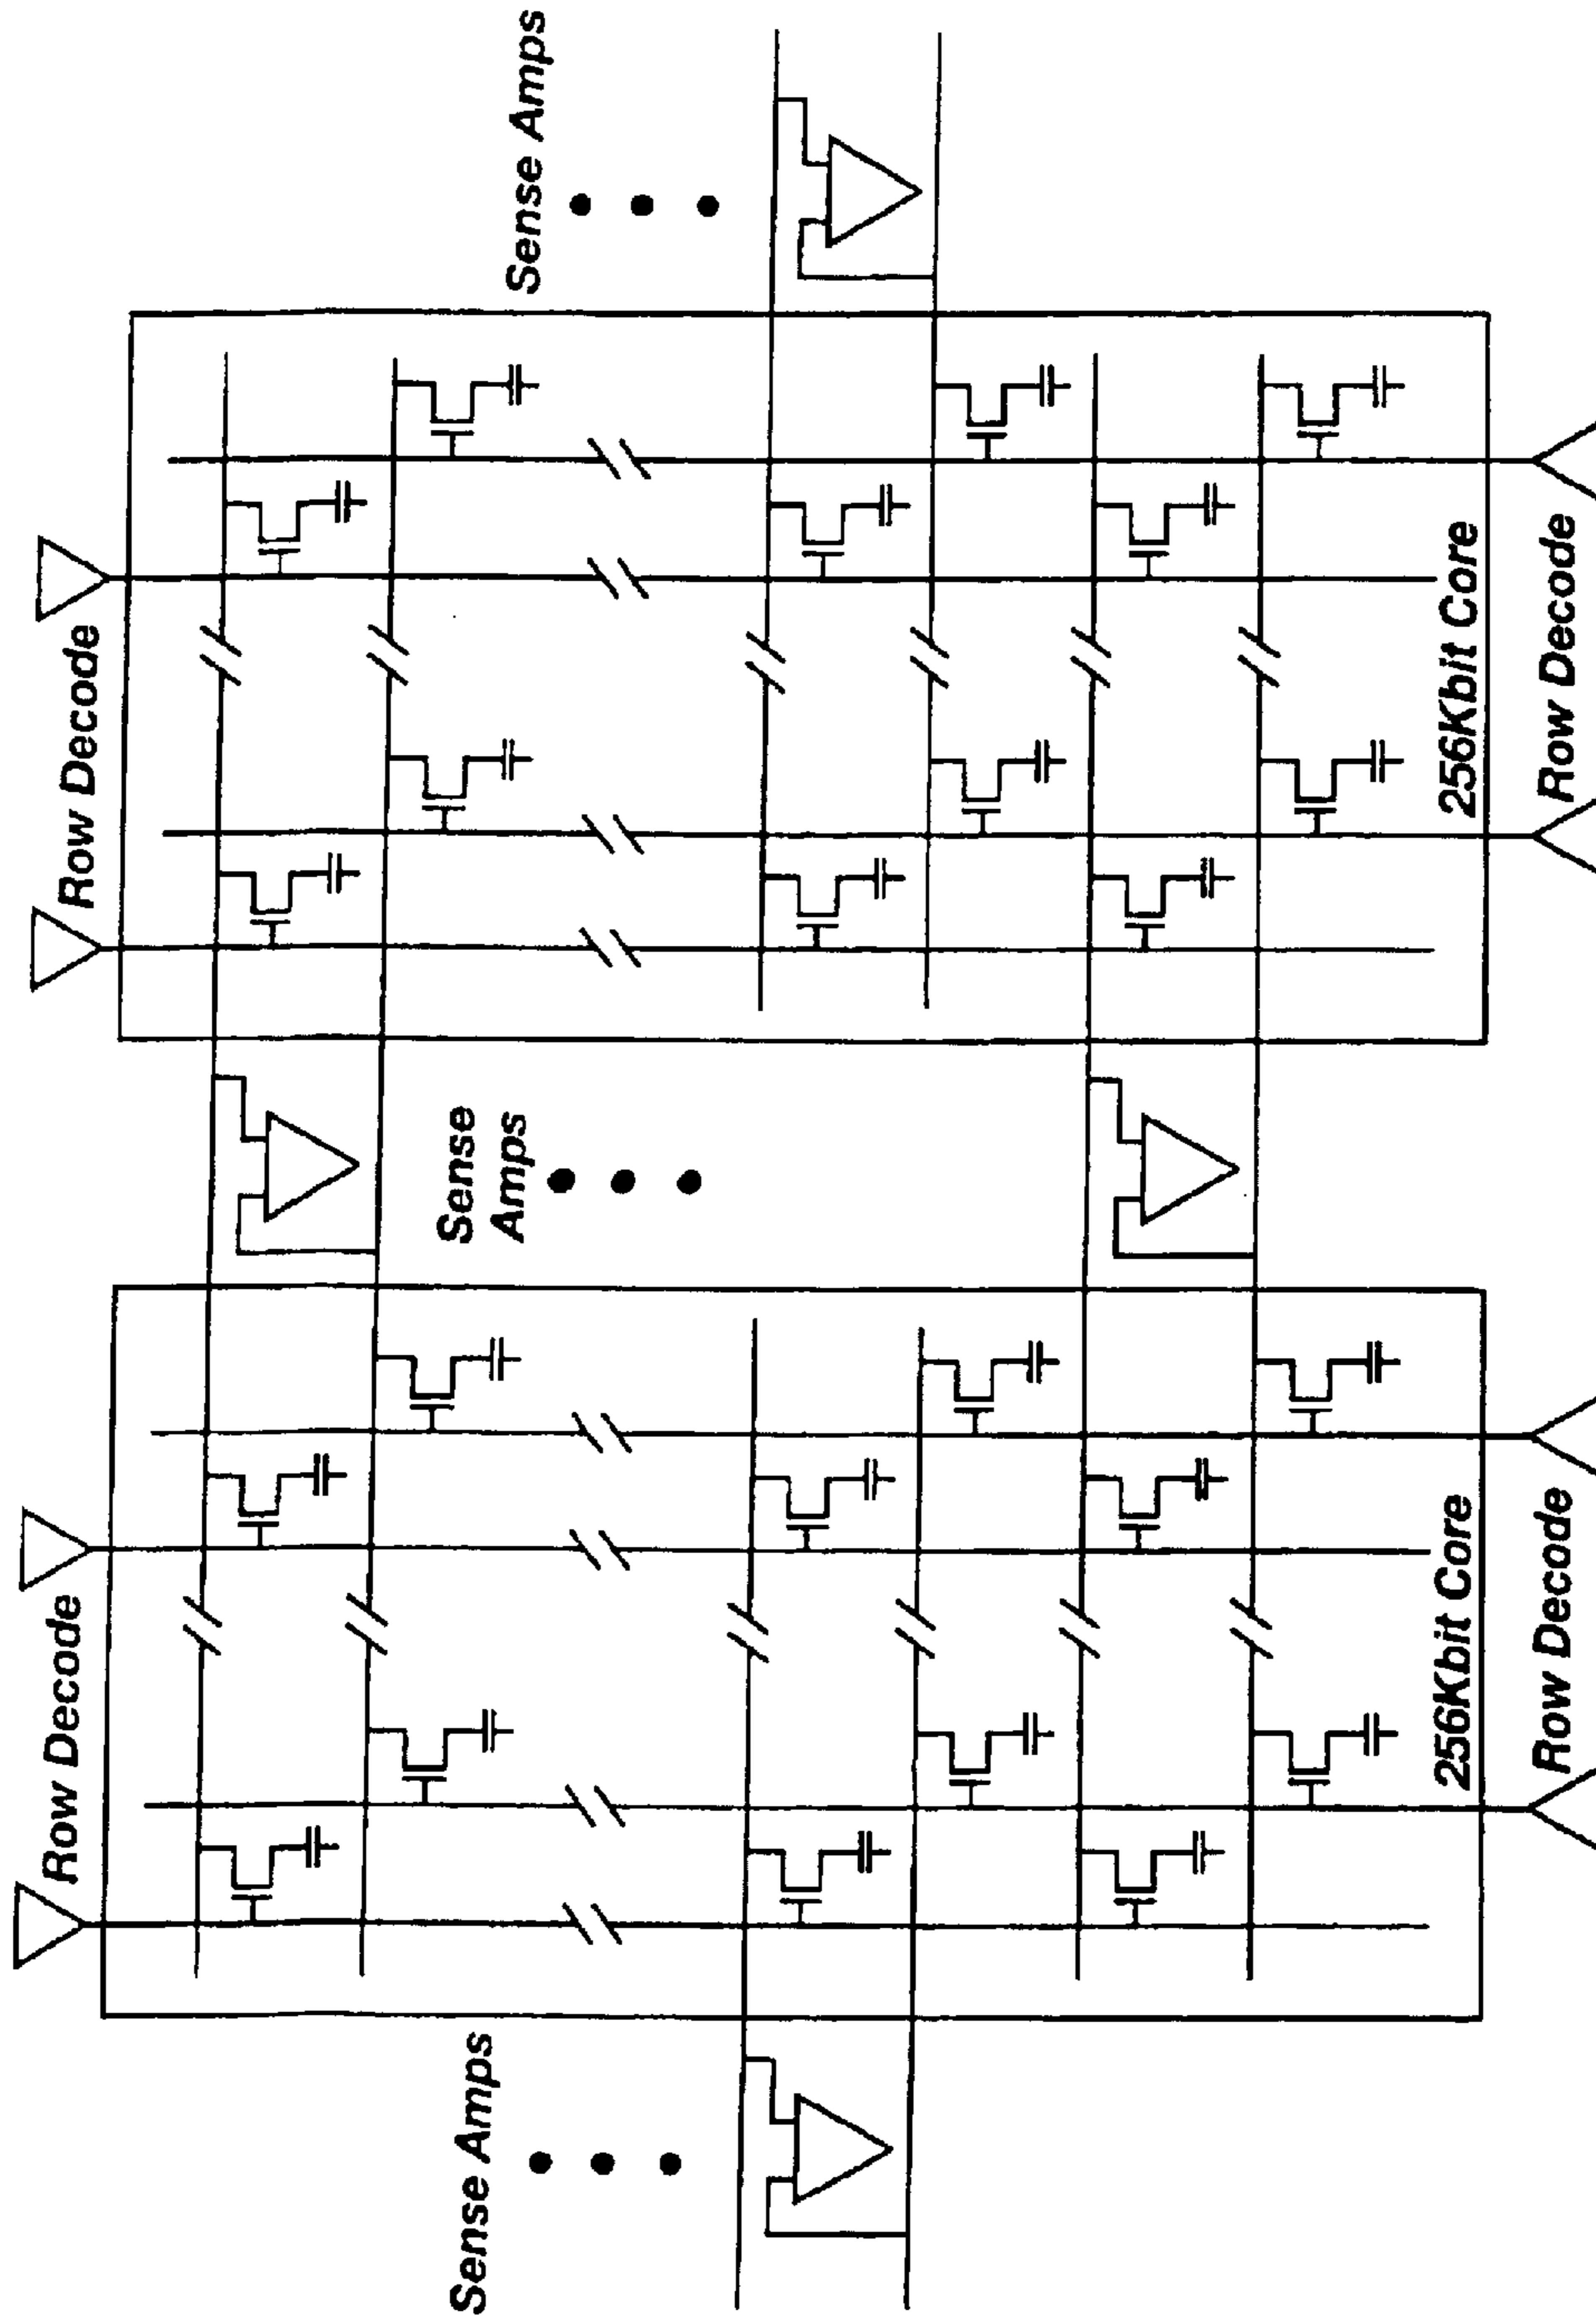 Row Decode
Row Decode
Sense Amps
Sense
Amps
Sense Amps
256Kbit Core
256Kbit Core
Row Decode
Row Decode